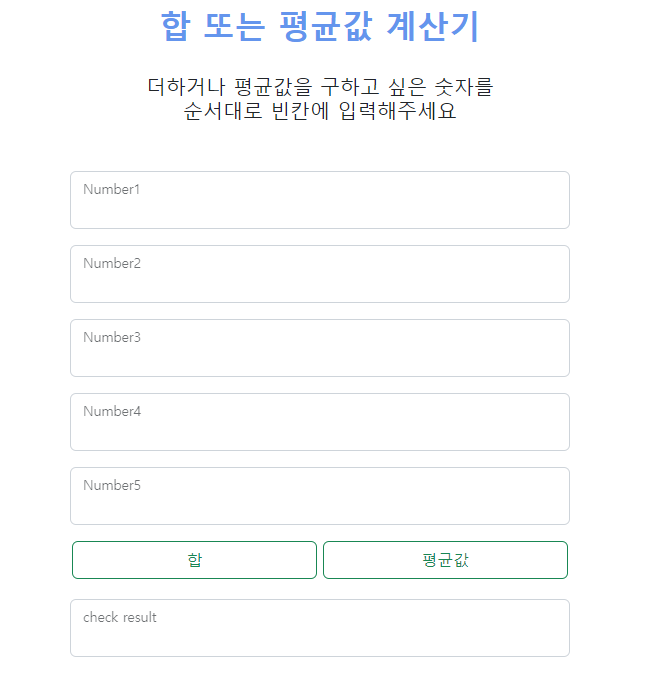 합 또는 평균값 계산기
더하거나 평균값을 구하고 싶은 숫자를
순서대로 빈칸에 입력해주세요
Number1
Number2
Number3
Number4
Number5
합 평균값
check result